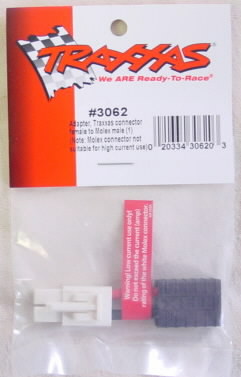 TRAXXAS
We ARE Ready-To-Race®
#3062
Adapter, Traxxas connector
female to Molex male (1)
(Note: Molex connector not
suitable for high current use)
0 20334 30620 3
Warning! Low current use only!
Do not exceed the current (amp)
rating of the white Molex connector